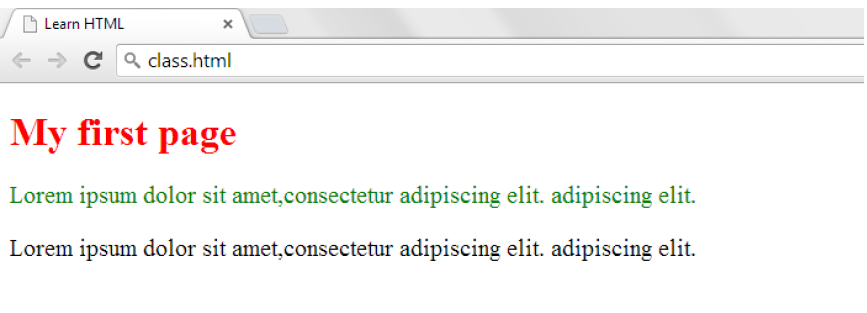 Learn HTML
class.html
My first page
Lorem ipsum dolor sit amet,consectetur adipiscing elit. adipiscing elit.
Lorem ipsum dolor sit amet,consectetur adipiscing elit. adipiscing elit.